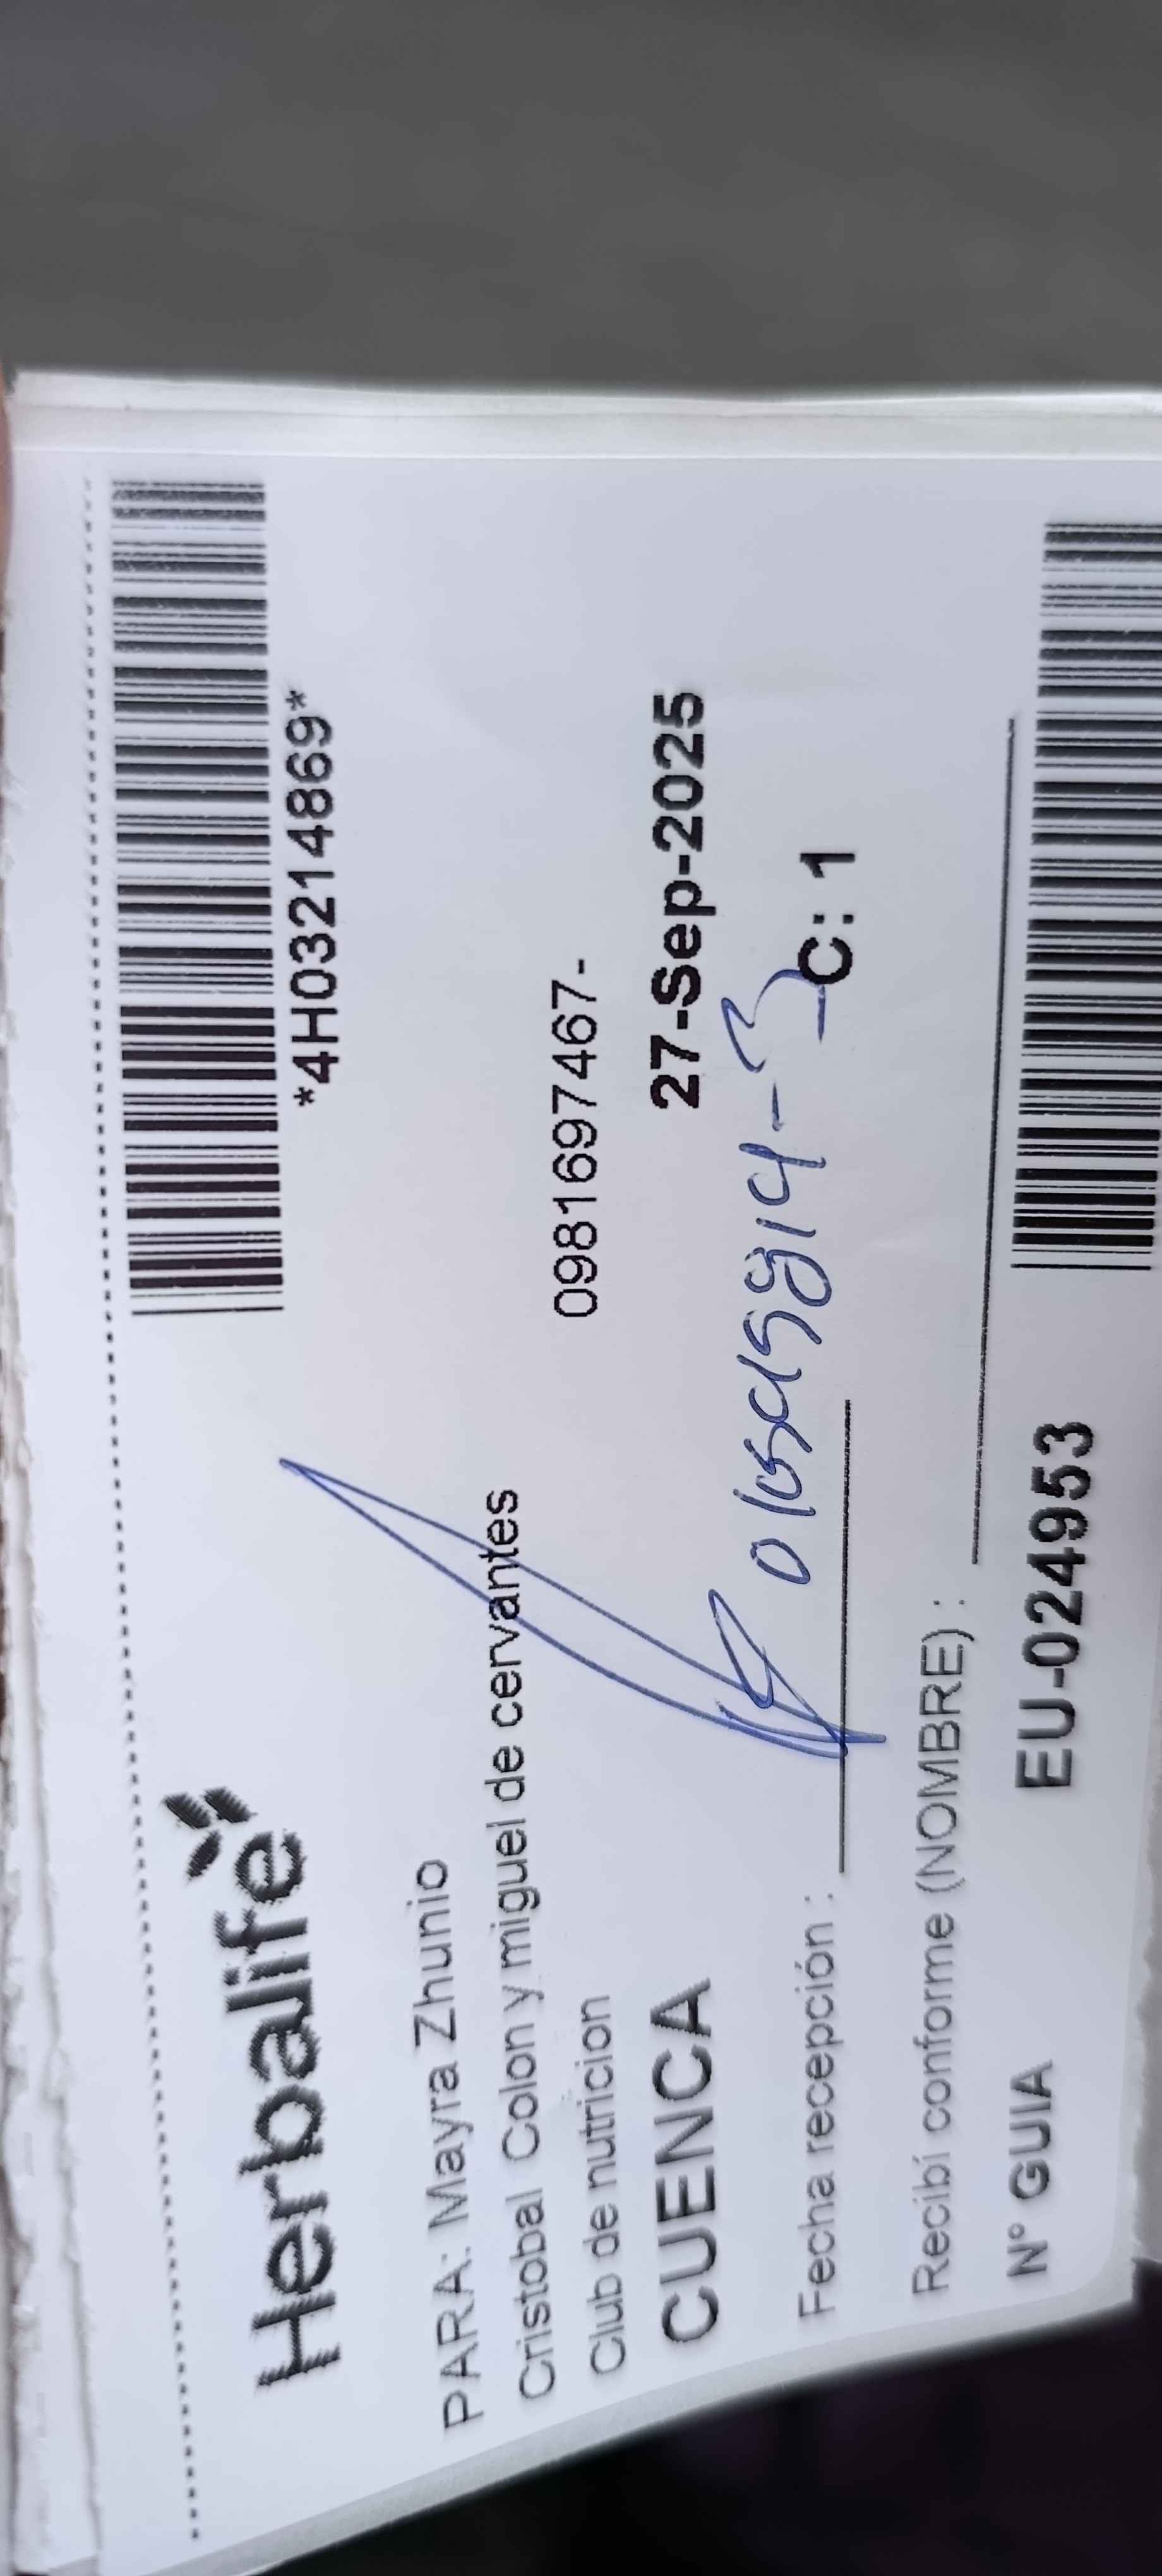 Herbalife
*4H03214869*
PARA: Mayra Zhunio
Cristobal Colon y miguel de cervantes
Club de nutricion
0981697467-
CUENCA
27-Sep-2025
Fecha recepción :
C: 1
Recibí conforme (NOMBRE) :
N° GUIA
EU-024953